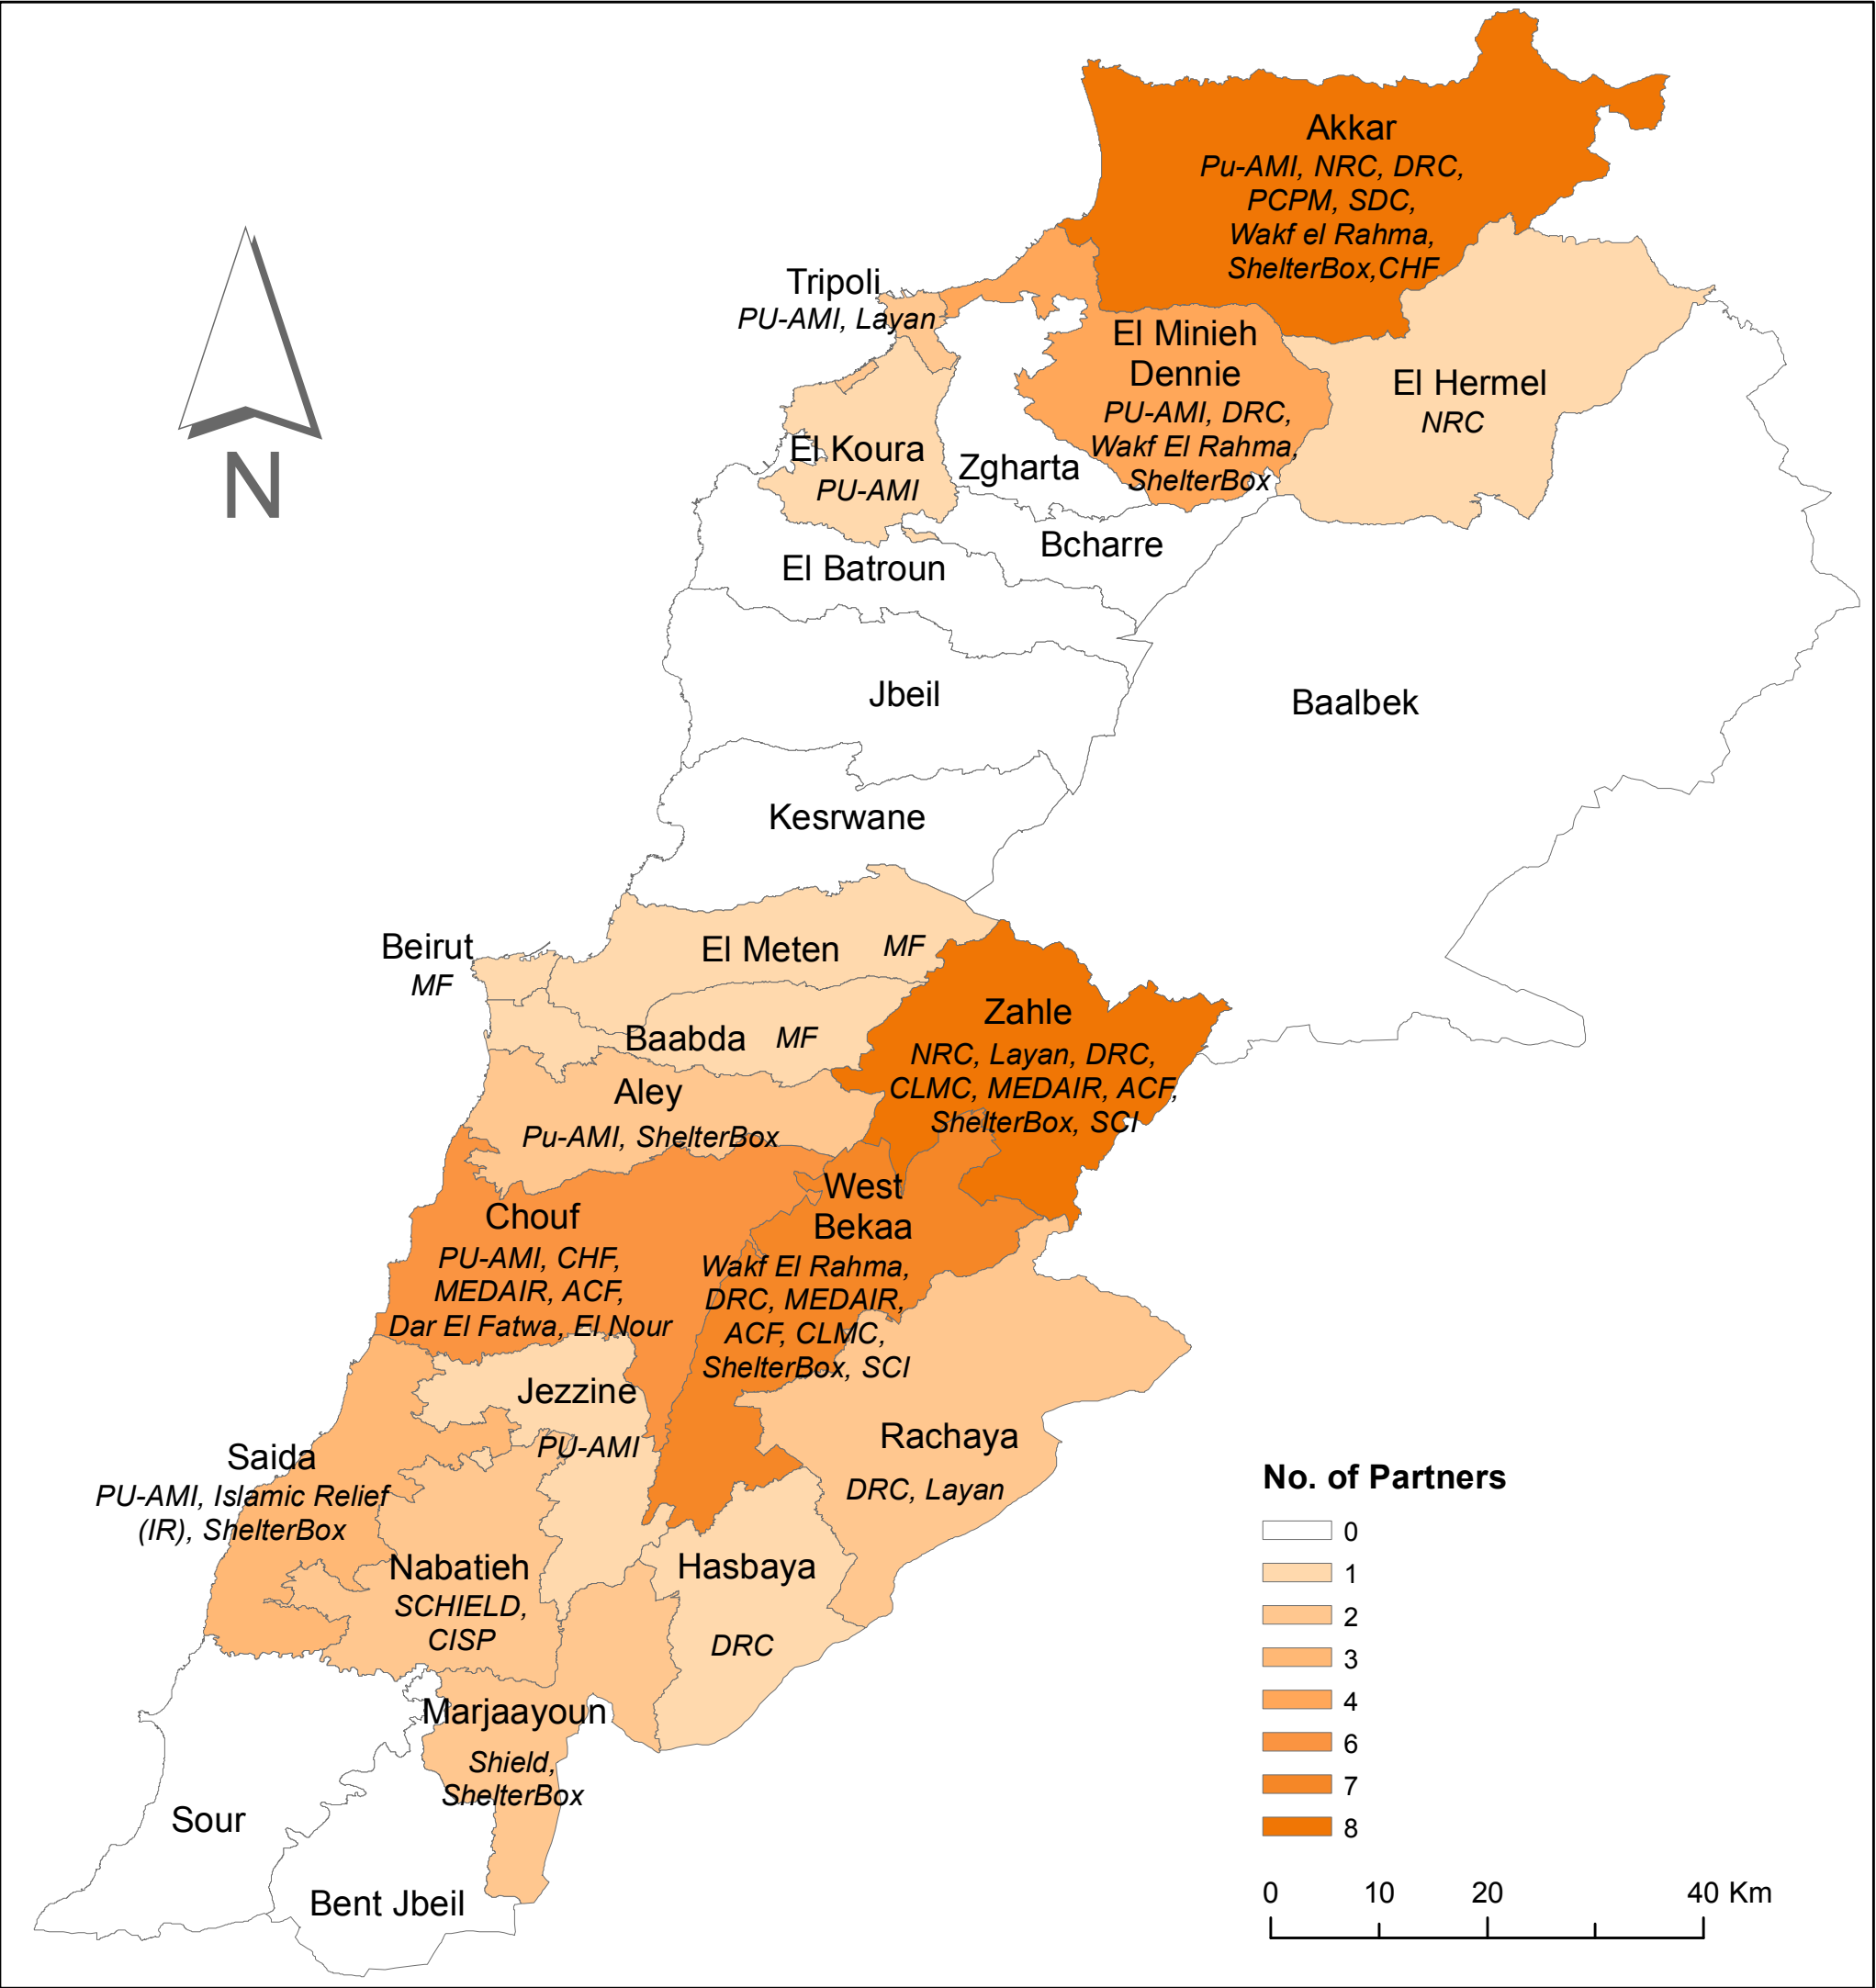 Akkar
Pu-AMI, NRC, DRC,
PCPM, SDC,
Wakf el Rahma,
ShelterBox,CHF
Tripoli
PU-AMI, Layan
El Minieh
Dennie
PU-AMI, DRC,
Wakf El Rahma,
ShelterBox
El Hermel
NRC
N
El Koura
PU-AMI
Zgharta
Bcharre
El Batroun
Jbeil
Baalbek
Kesrwane
Beirut
MF
El Meten
MF
Baabda
MF
Zahle
NRC, Layan, DRC,
CLMC, MEDAIR, ACF,
ShelterBox, SCI
Aley
Pu-AMI, ShelterBox
Chouf
PU-AMI, CHF,
MEDAIR, ACF,
Dar El Fatwa, El Nour
West
Bekaa
Wakf El Rahma,
DRC, MEDAIR,
ACF, CLMC,
ShelterBox, SCI
Jezzine
PU-AMI
Rachaya
DRC, Layan
Saida
PU-AMI, Islamic Relief
(IR), ShelterBox
Nabatieh
SCHIELD,
CISP
Hasbaya
DRC
Marjaayoun
Shield,
ShelterBox
Sour
Bent Jbeil
No. of Partners
0
1
2
3
4
6
7
8
0 10 20 40 Km